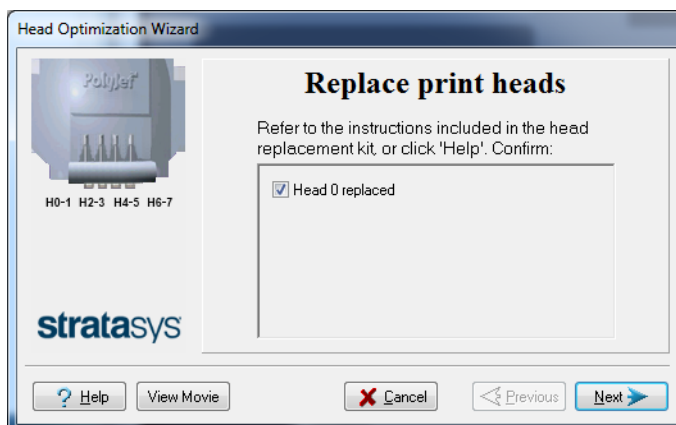 Head Optimization Wizard
PolyJet
H0-1 H2-3 H4-5 H6-7
stratasys
Replace print heads
Refer to the instructions included in the head
replacement kit, or click 'Help'. Confirm:
Head 0 replaced
? Help
View Movie
Cancel
Previous
Next